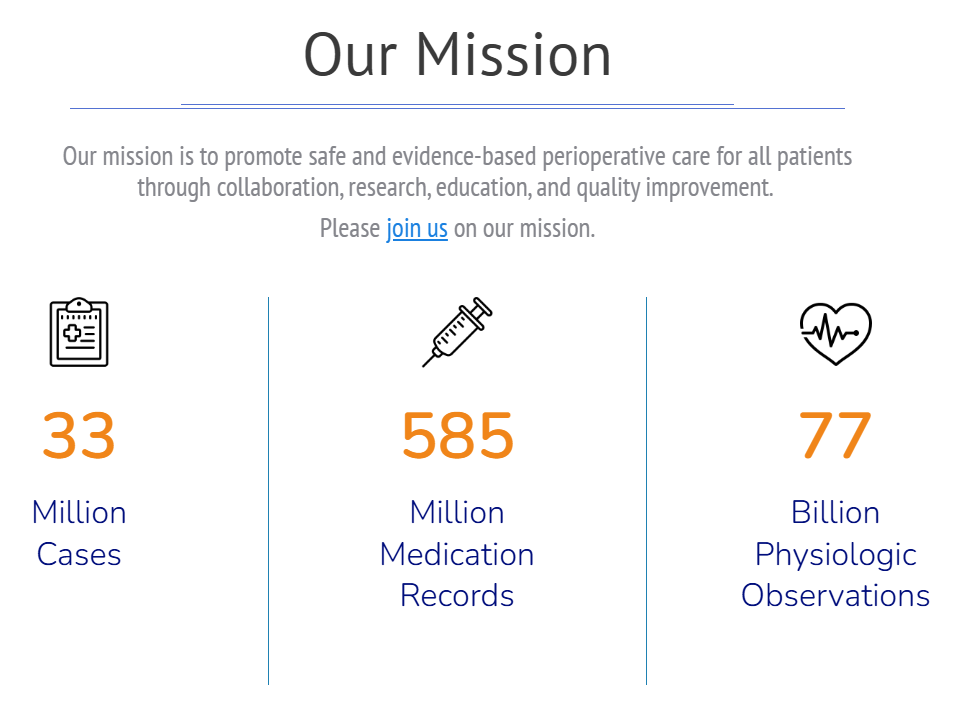 Our Mission
Our mission is to promote safe and evidence-based perioperative care for all patients
through collaboration, research, education, and quality improvement.
Please join us on our mission.
33
Million
Cases
585
Million
Medication
Records
77
Billion
Physiologic
Observations